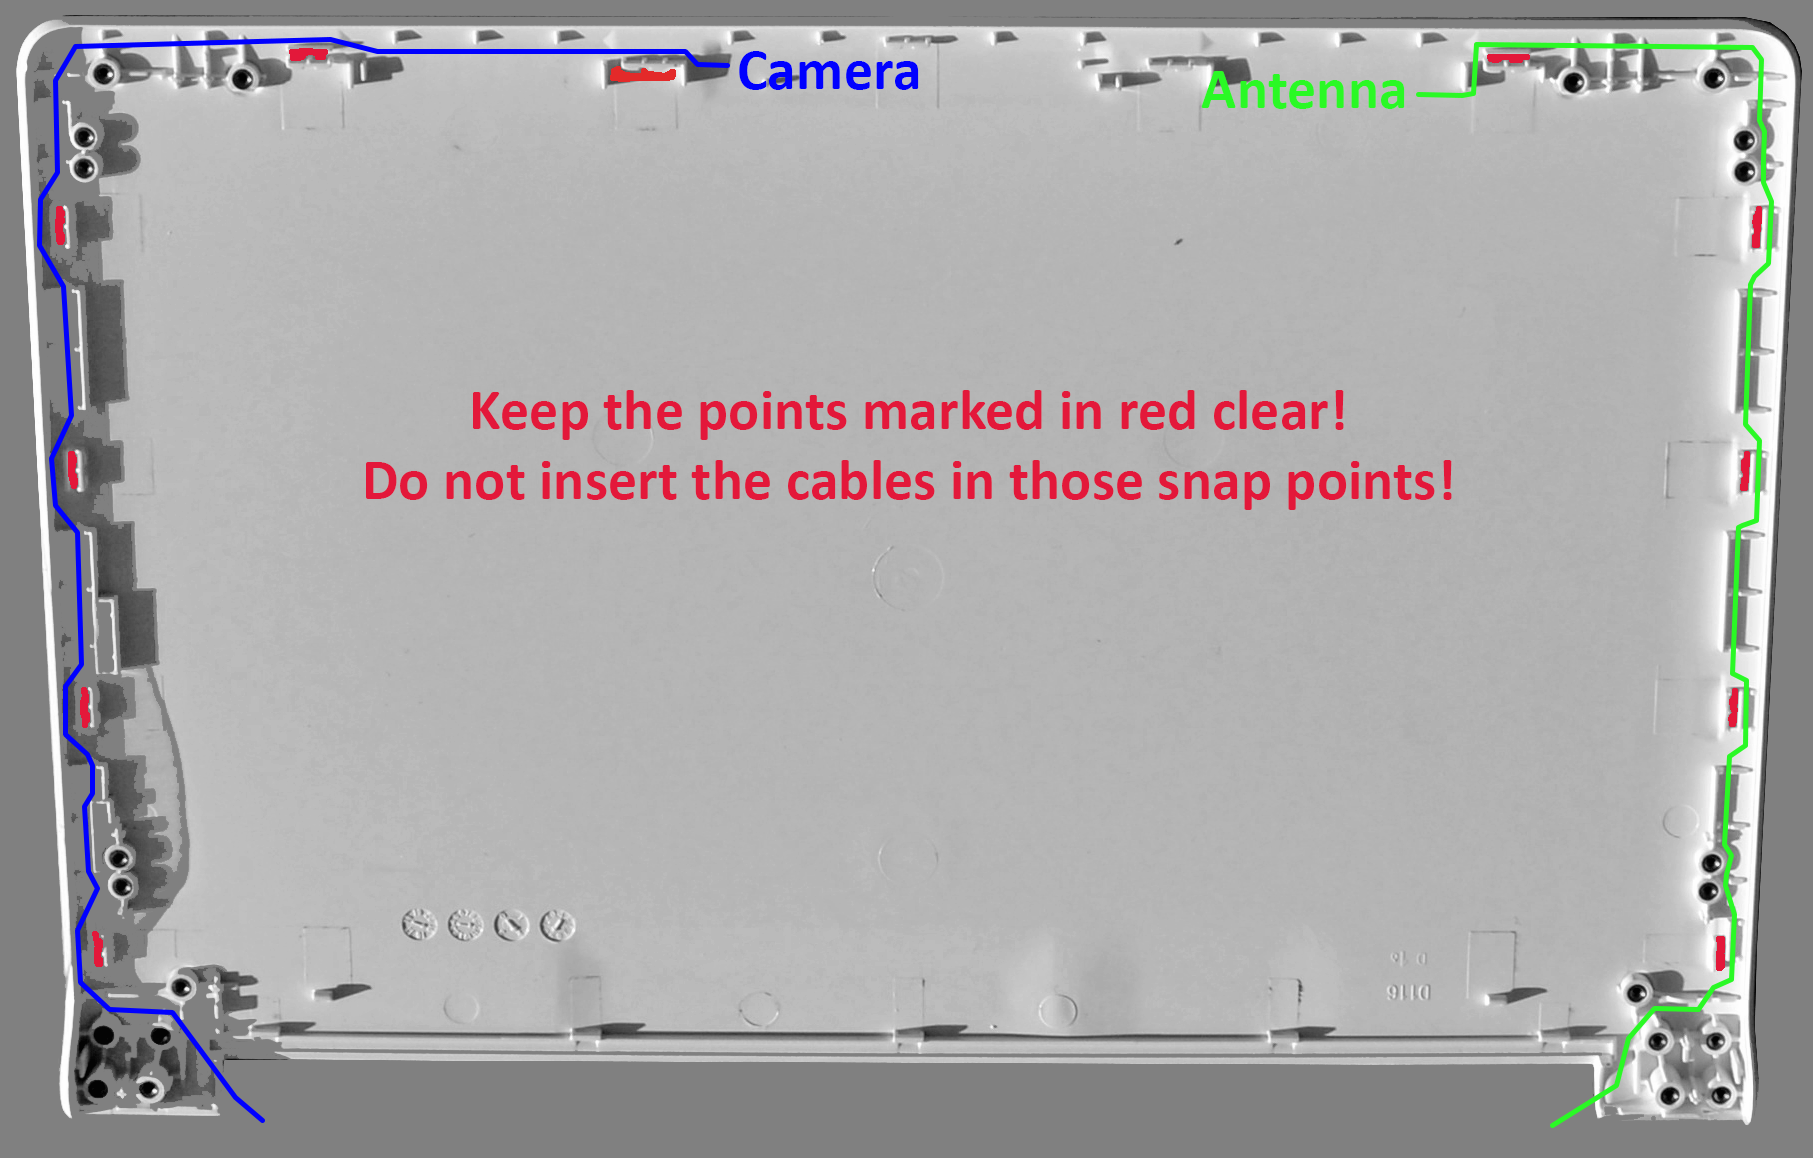 Camera
Antenna
Keep the points marked in red clear!
Do not insert the cables in those snap points!
D116